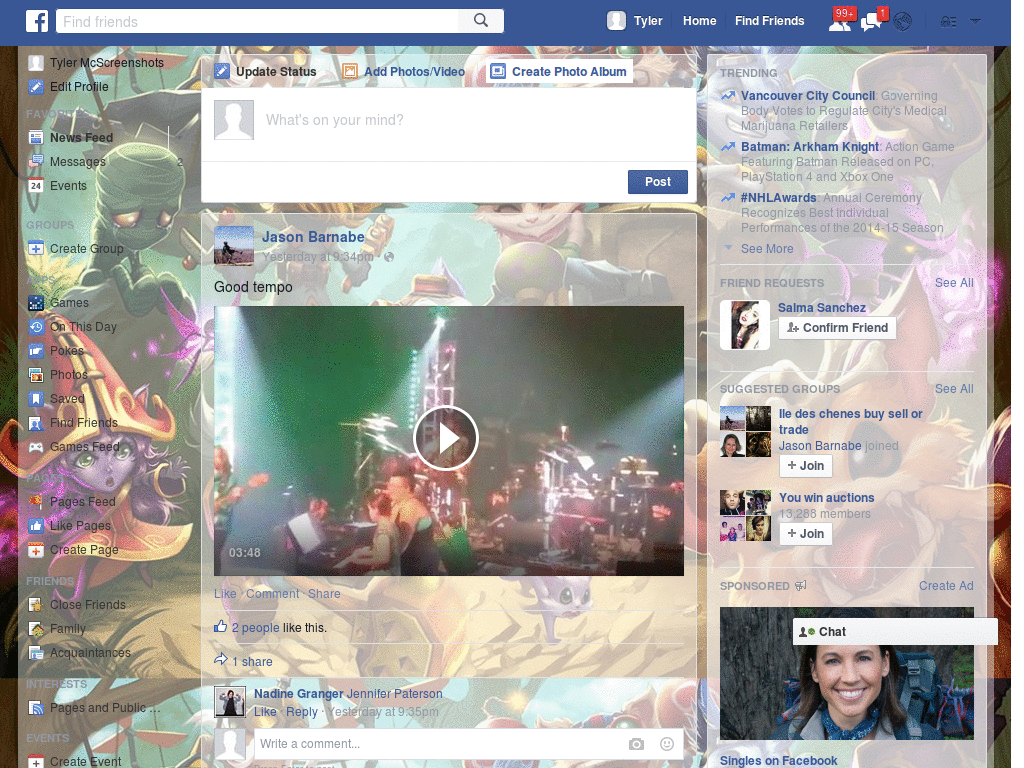 Find friends
Tyler
Home
Find Friends
99+
1
Tyler McScreenshots
Edit Profile
FAVORITES
News Feed
Messages
2
24
Events
GROUPS
Create Group
APPS
Games
On This Day
Pokes
Photos
Saved
Find Friends
Games Feed
Pages Feed
Like Pages
Create Page
FRIENDS
Close Friends
Family
Acquaintances
INTERESTS
Pages and Public ...
EVENTS
Create Event
Update Status
Add Photos/Video
Create Photo Album
What's on your mind?
Post
Jason Barnabe
Yesterday at 9:34pm ·
Good tempo
03:48
Like · Comment · Share
2 people like this.
1 share
Nadine Granger Jennifer Paterson
Like · Reply · Yesterday at 9:35pm
Write a comment...
TRENDING
Vancouver City Council: Governing
Body Votes to Regulate City's Medical
Marijuana Retailers
Batman: Arkham Knight: Action Game
Featuring Batman Released on PC,
PlayStation 4 and Xbox One
#NHLAwards: Annual Ceremony
Recognizes Best Individual
Performances of the 2014-15 Season
See More
FRIEND REQUESTS
See All
Salma Sanchez
Confirm Friend
SUGGESTED GROUPS
See All
Ile des chenes buy sell or
trade
Jason Barnabe joined
+ Join
You win auctions
13,288 members
+ Join
SPONSORED
Create Ad
Chat
Singles on Facebook